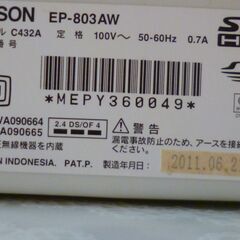 SON EP-803AW
ル C432A 定 格 100V～ 50-60Hz 0.7A
番号
*MEPY360049*
VA090664
A090665
2.4 DS/OF 4
警告
漏電事故防止のため、アースを接続
無線機器を内蔵
N INDONESIA. PAT.P.
製造年月日:
2011.06.2